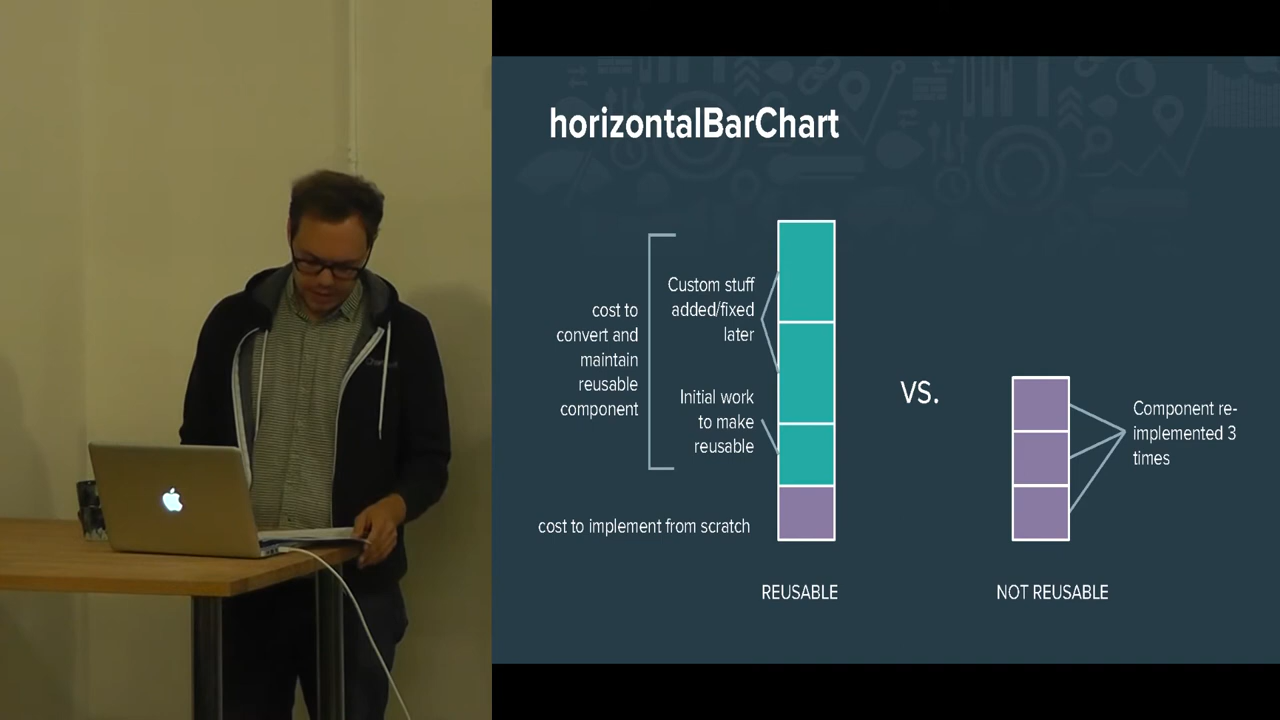 horizontalBarChart
cost to
convert and
maintain
reusable
component
Custom stuff
added/fixed
later
Initial work
to make
reusable
cost to implement from scratch
REUSABLE
VS.
Component re-
implemented 3
times
NOT REUSABLE